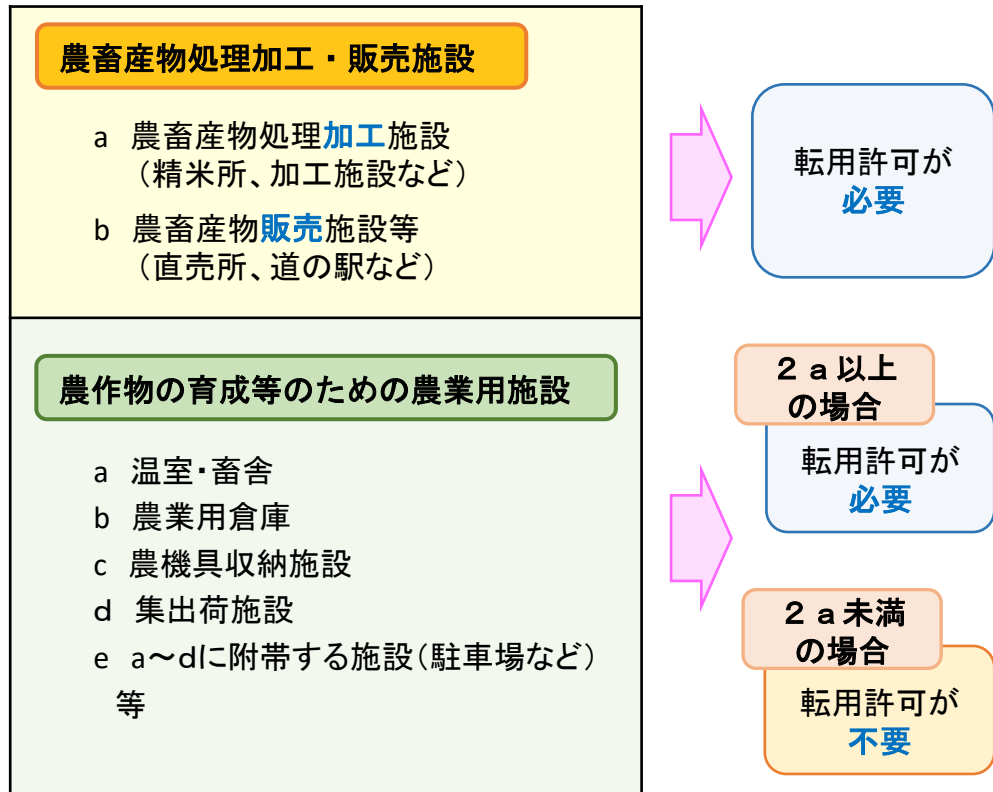 農畜産物処理加工・販売施設
a 農畜産物処理加工施設
（精米所、加工施設など）
b 農畜産物販売施設等
（直売所、道の駅など）
転用許可が
必要
農作物の育成等のための農業用施設
a 温室・畜舎
b 農業用倉庫
c 農機具収納施設
ｄ 集出荷施設
e a～dに附帯する施設（駐車場など）
等
２ａ以上
の場合
転用許可が
必要
２ａ未満
の場合
転用許可が
不要